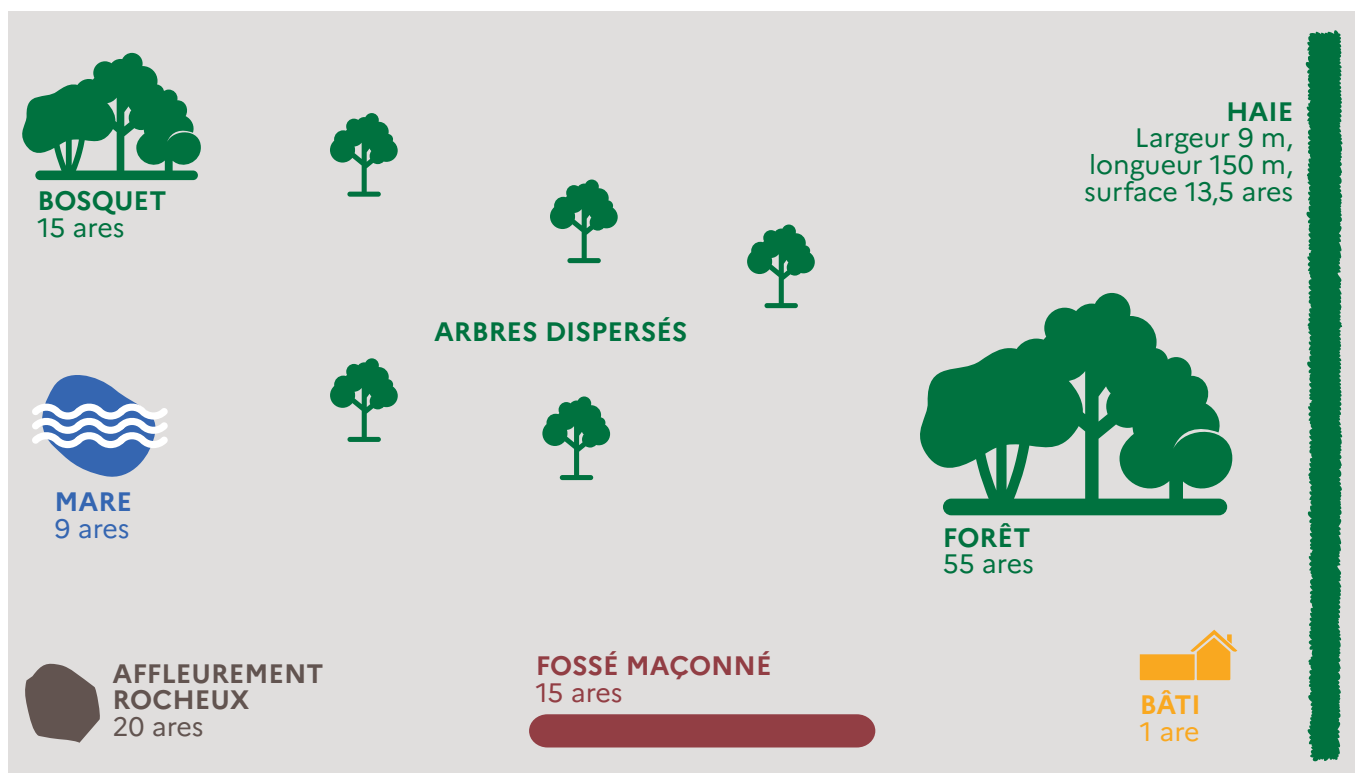 HAIE
Largeur 9 m,
longueur 150 m,
surface 13,5 ares
BOSQUET
15 ares
ARBRES DISPERSÉS
MARE
9 ares
FORÊT
55 ares
AFFLEUREMENT
ROCHEUX
20 ares
FOSSÉ MAÇONNÉ
15 ares
BÂTI
1 are